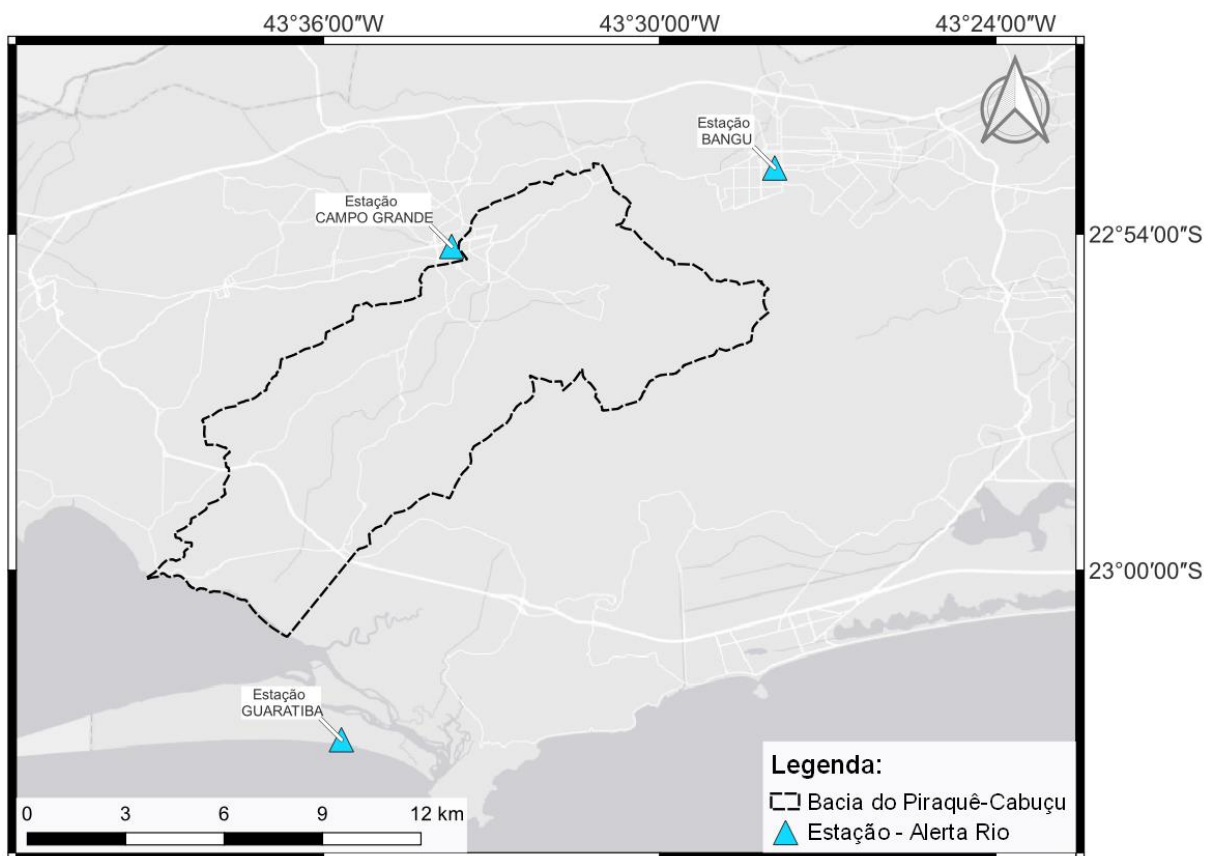 43°36′00″W
43°30′00″W
43°24′00″W
Estação
BANGU
Estação
CAMPO GRANDE
22°54′00″S
23°00′00″S
Estação
GUARATIBA
Legenda:
Bacia do Piraquê-Cabuçu
Estação - Alerta Rio
0 3 6 9 12 km